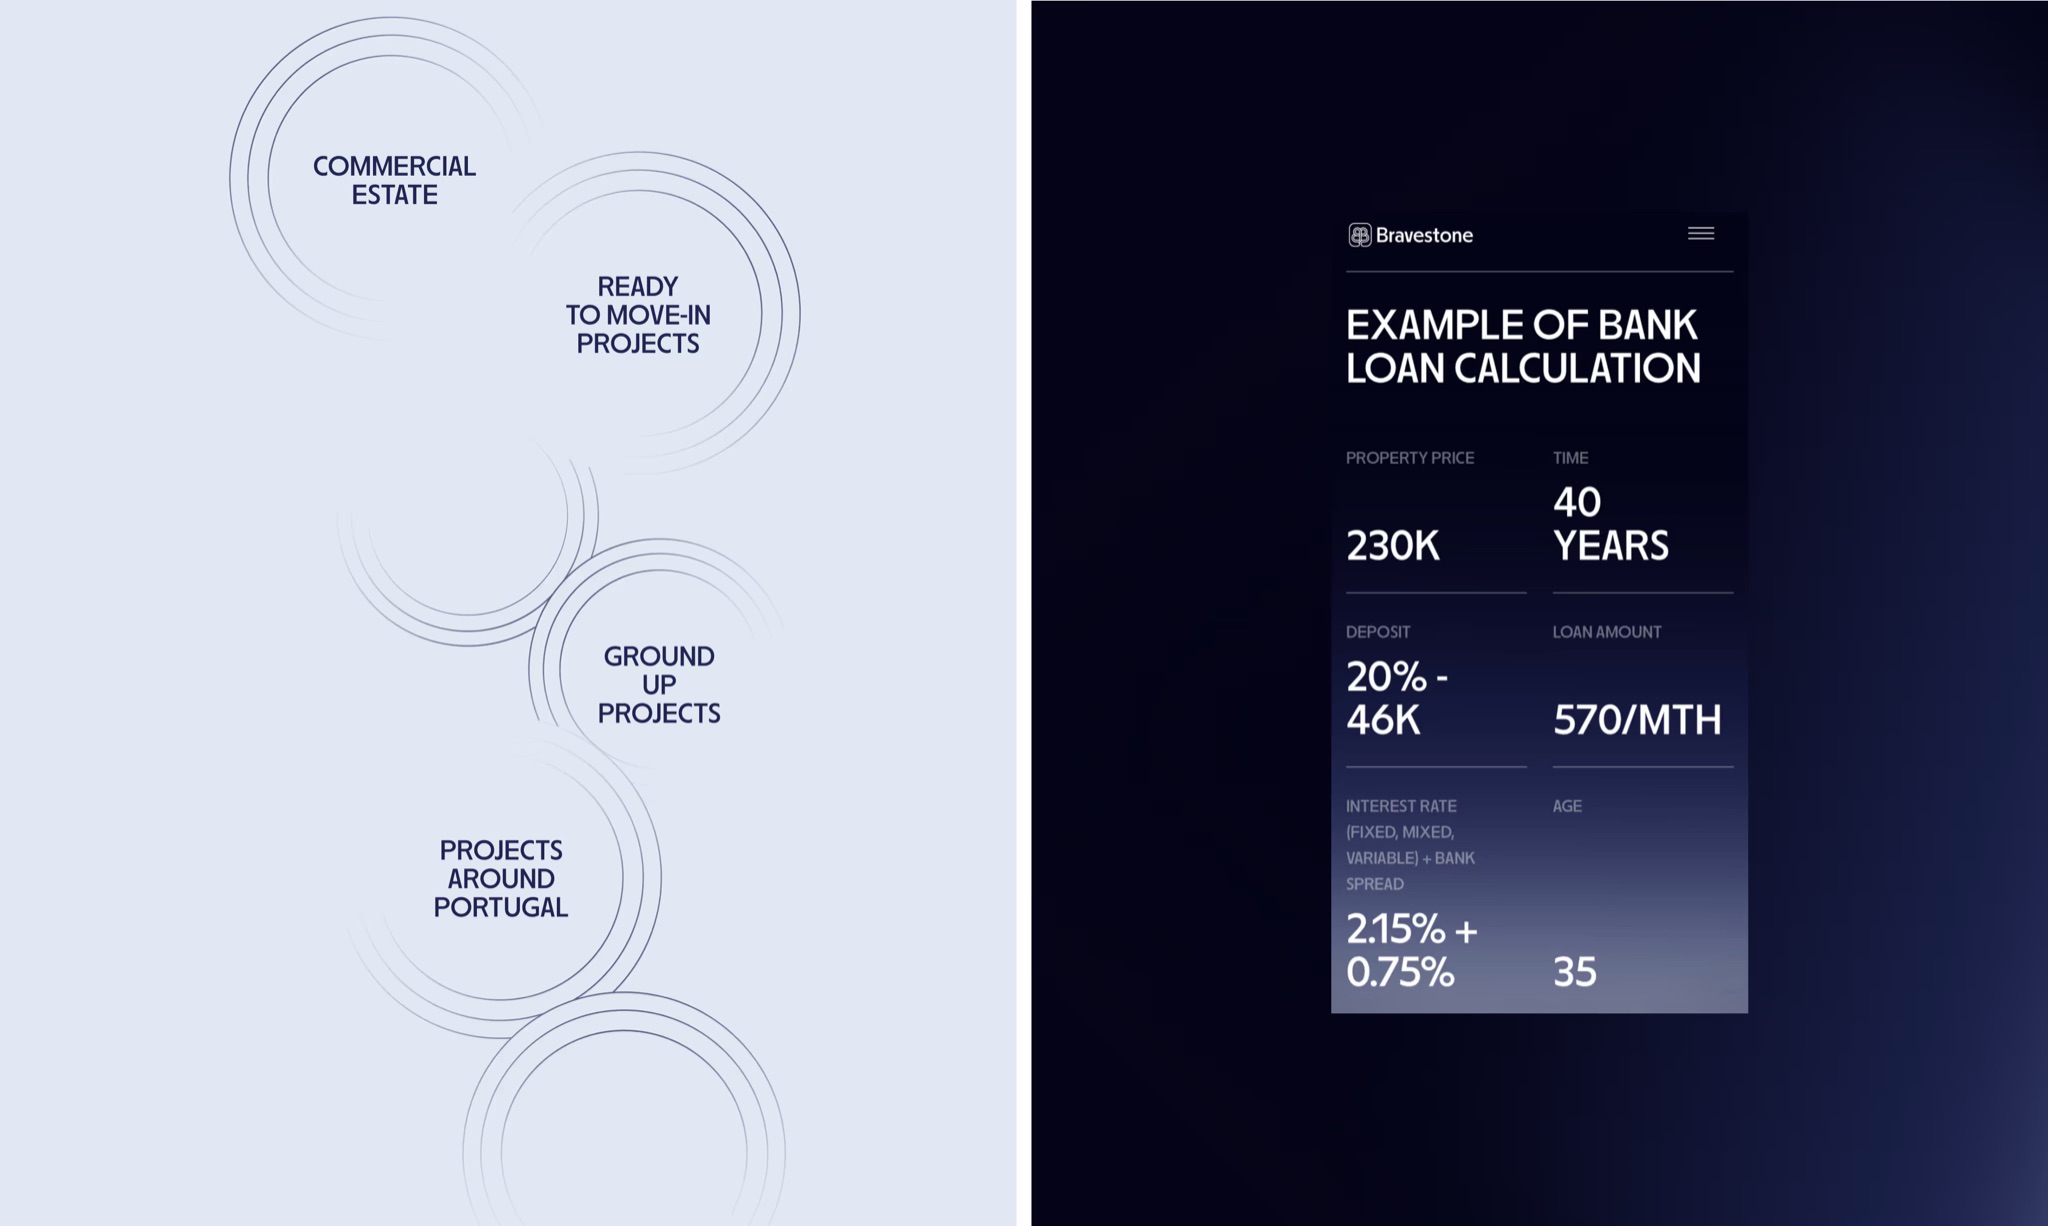 COMMERCIAL
ESTATE
READY
TO MOVE-IN
PROJECTS
GROUND
UP
PROJECTS
PROJECTS
AROUND
PORTUGAL
Bravestone
EXAMPLE OF BANK
LOAN CALCULATION
PROPERTY PRICE
230K
TIME
40
YEARS
DEPOSIT
20% -
46K
LOAN AMOUNT
570/MTH
INTEREST RATE
(FIXED, MIXED,
VARIABLE) + BANK
SPREAD
2.15% +
0.75%
AGE
35